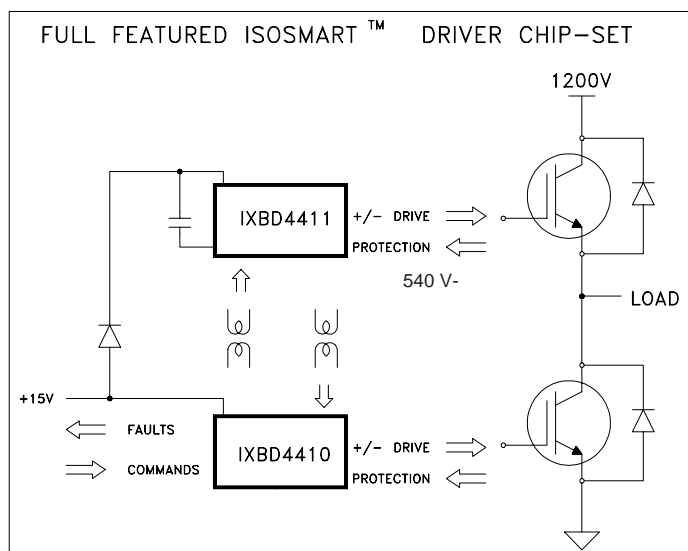 FULL FEATURED ISOSMART ™ DRIVER CHIP-SET
1200V
IXBD4411
+/- DRIVE
PROTECTION
540 V-
LOAD
+15V
FAULTS
COMMANDS
IXBD4410
+/- DRIVE
PROTECTION